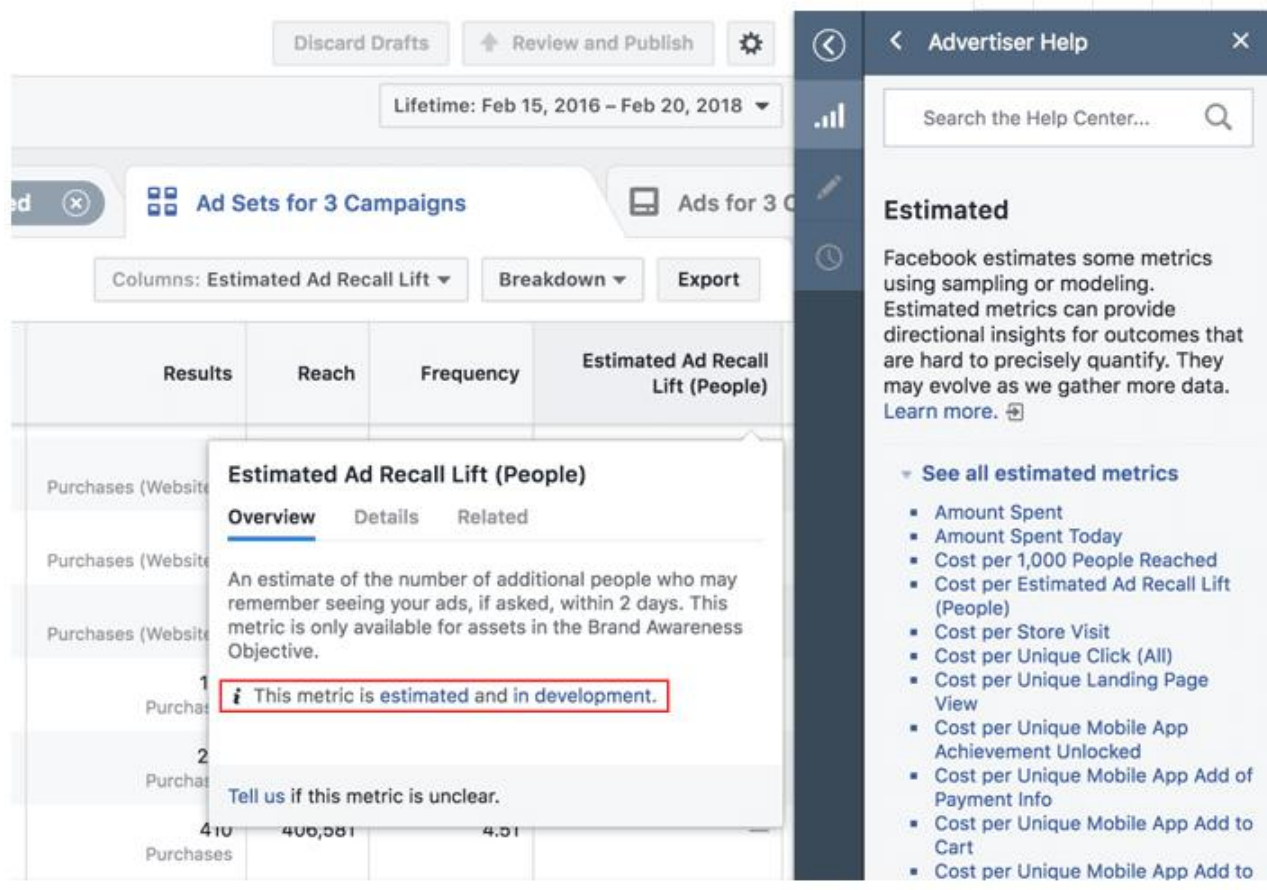 Discard Drafts
Review and Publish
Lifetime: Feb 15, 2016 – Feb 20, 2018
Ad Sets for 3 Campaigns
Ads for 3
Columns: Estimated Ad Recall Lift
Breakdown
Export
Results
Reach
Frequency
Estimated Ad Recall
Lift (People)
Purchases (Website
Purchases (Website
Purchases (Website
1
Purchas
2
Purchas
410
406,581
4.51
—
Purchases
Estimated Ad Recall Lift (People)
Overview
Details
Related
An estimate of the number of additional people who may
remember seeing your ads, if asked, within 2 days. This
metric is only available for assets in the Brand Awareness
Objective.
i This metric is estimated and in development.
Tell us if this metric is unclear.
Advertiser Help
Search the Help Center...
Estimated
Facebook estimates some metrics
using sampling or modeling.
Estimated metrics can provide
directional insights for outcomes that
are hard to precisely quantify. They
may evolve as we gather more data.
Learn more.
See all estimated metrics
Amount Spent
Amount Spent Today
Cost per 1,000 People Reached
Cost per Estimated Ad Recall Lift
(People)
Cost per Store Visit
Cost per Unique Click (All)
Cost per Unique Landing Page
View
Cost per Unique Mobile App
Achievement Unlocked
Cost per Unique Mobile App Add of
Payment Info
Cost per Unique Mobile App Add to
Cart
Cost per Unique Mobile App Add to